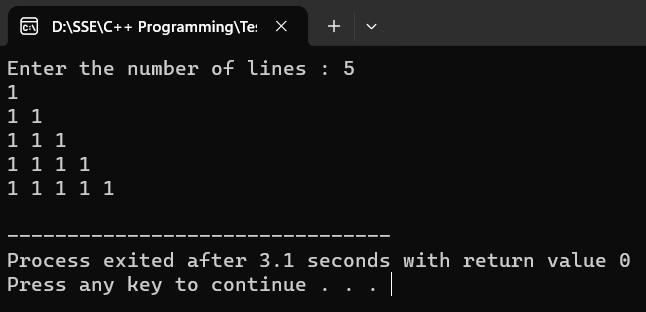 D:\SSE\C++ Programming\Te
Enter the number of lines : 5
1
1 1
1 1 1
1 1 1 1
1 1 1 1 1
--------------------------------
Process exited after 3.1 seconds with return value 0
Press any key to continue . . .